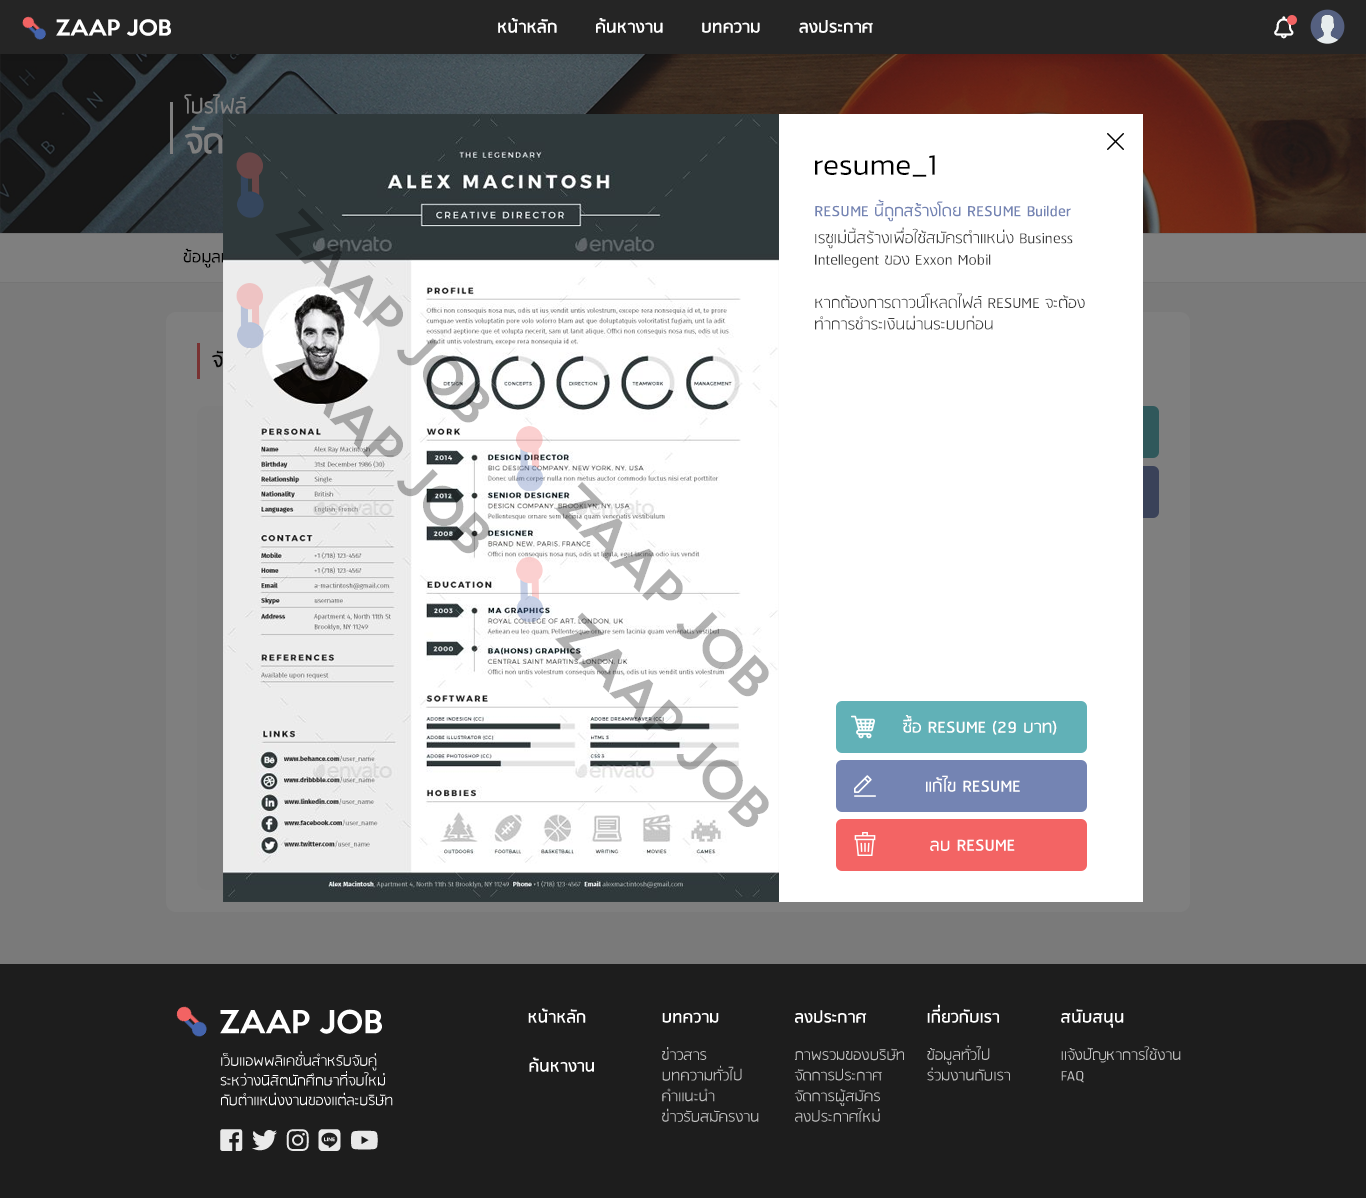 ZAAP JOB
หน้าหลัก
ค้นหางาน
บทความ
ลงประกาศ
โปรไฟล์
จัด
ข้อมูล
THE LEGENDARY
ALEX MACINTOSH
CREATIVE DIRECTOR
envato
envato
PROFILE
Offici non consequis nosa nus, odis ut ius vendit untis volestrum, excepe rera nonsequi id et, te prore
cumquae ventis voluptatin pore volo volorro blam aut que doluptatquis voloritatist fugiam, unt id
eossund aeptione que et volupta necerit, sam ut lanit alique. Offici non consequis nosa nus, odis ut ius
vendit untis volestrum, excepe rera nonsequi id et.
DESIGN
CONCEPTS
DIRECTION
TEAMWORK
MANAGEMENT
PERSONAL
Name Alex Ray Macintosh
Birthday 31st December 1986 (30)
Relationship Single
Nationality British
Languages English, French
CONTACT
Mobile +1 (718) 123-4567
Home +1 (718) 123-4567
Email a-mactintosh@gmail.com
Skype username
Address Apartment 4, North 11th St
Brooklyn, NY 11249
REFERENCES
Available upon request
LINKS
www.behance.com/user_name
www.dribbble.com/user_name
www.linkedin.com/user_name
www.facebook.com/user_name
www.twitter.com/user_name
WORK
2014 DESIGN DIRECTOR
BIG DESIGN COMPANY, NEW YORK, NY, USA
Donec ullam corper nulla non metus auctor commodo luctus nisi erat porttitor
2012 SENIOR DESIGNER
DESIGN COMPANY, BROOKLYN, NY, USA
Pellentesque ornare sem lacinia quam venenatis vestibulum
2008 DESIGNER
BRAND NEW, PARIS, FRANCE
Offici non consequis nosa nus, odis ut landa, eget lacinia odio ius vendit
EDUCATION
2003 MA GRAPHICS
ROYAL COLLEGE OF ART, LONDON, UK
Aenean eu leo quam. Pellentesque ornare sem lacinia quam venenatis vestibul
2000 BA(HONS) GRAPHICS
CENTRAL SAINT MARTINS, LONDON, UK
Offici non untis volestrum consequis nosa nus, odis ut ius vendit untis volestrum
SOFTWARE
ADOBE INDESIGN (CC)
ADOBE DREAMWEAVER (CC)
ADOBE ILLUSTRATOR (CC)
HTML 5
ADOBE PHOTOSHOP (CC)
CSS 3
envato
envato
envato
envato
HOBBIES
OUTDOORS
FOOTBALL
BASKETBALL
WRITING
MOVIES
GAMES
Alex Macintosh, Apartment 4, North 11th St Brooklyn, NY 11249 Phone +1 (718) 123-4567 Email alexmactintosh@gmail.com
ZAAP JOB
ZAAP JOB
ZAAP JOB
ZAAP JOB
resume_1
RESUME นี้ถูกสร้างโดย RESUME Builder
เรซูเม่นี้สร้างเพื่อใช้สมัครตำแหน่ง Business
Intellegent ของ Exxon Mobil
หากต้องการดาวน์โหลดไฟล์ RESUME จะต้อง
ทำการชำระเงินผ่านระบบก่อน
ซื้อ RESUME (29 บาท)
แก้ไข RESUME
ลบ RESUME
ZAAP JOB
เว็บแอพพลิเคชั่นสำหรับจับคู่
ระหว่างนิสิตนักศึกษาที่จบใหม่
กับตำแหน่งงานของแต่ละบริษัท
LINE
หน้าหลัก
ค้นหางาน
บทความ
ข่าวสาร
บทความทั่วไป
คำแนะนำ
ข่าวรับสมัครงาน
ลงประกาศ
ภาพรวมของบริษัท
จัดการประกาศ
จัดการผู้สมัคร
ลงประกาศใหม่
เกี่ยวกับเรา
ข้อมูลทั่วไป
ร่วมงานกับเรา
สนับสนุน
แจ้งปัญหาการใช้งาน
FAQ